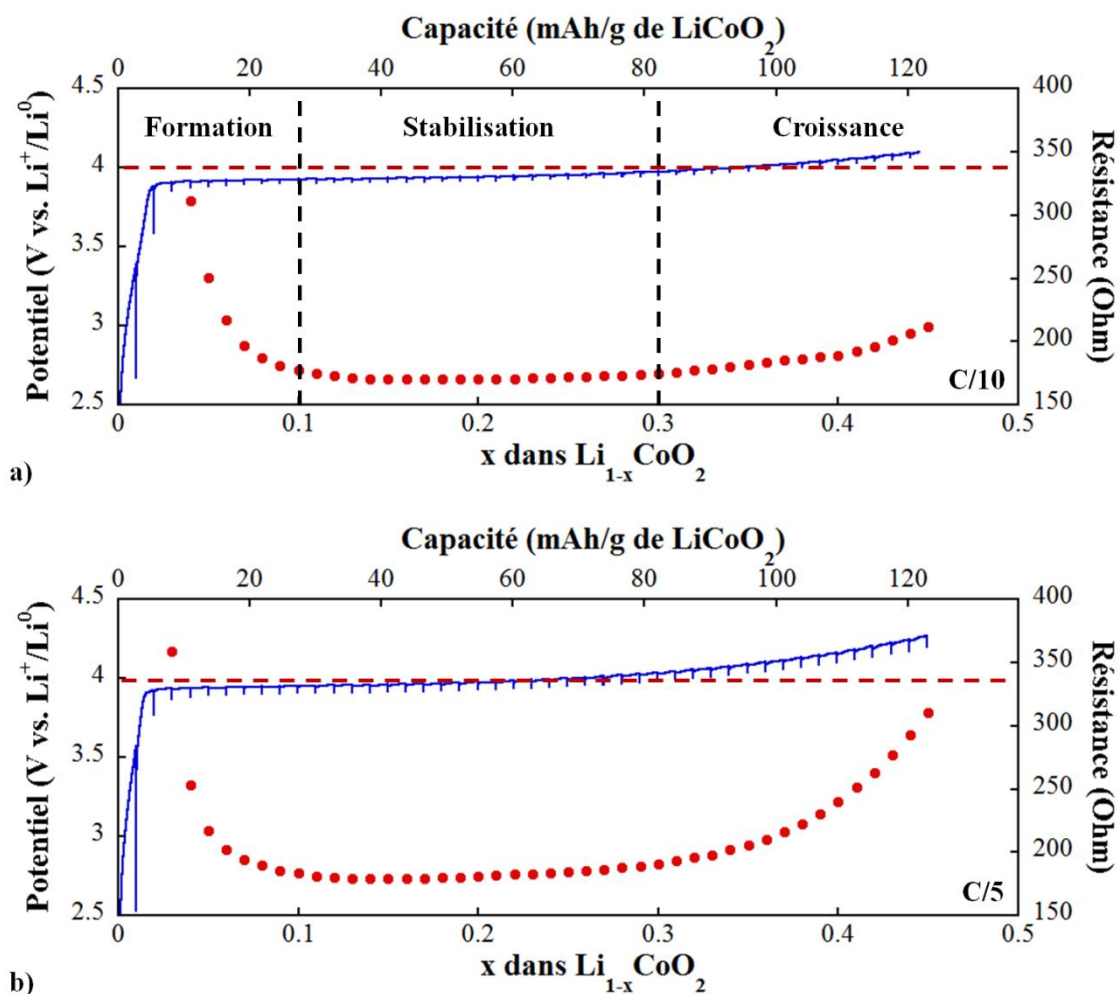 Capacité (mAh/g de LiCoO2)
0 20 40 60 80 100 120
4.5 400
Formation Stabilisation Croissance
4 350
3.5 300
250
3 200
2.5 150
C/10
0 0.1 0.2 0.3 0.4 0.5
Potentiel (V vs. Li+/Li0)
Résistance (Ohm)
x dans Li1-xCoO2
a)
Capacité (mAh/g de LiCoO2)
0 20 40 60 80 100 120
4.5 400
4 350
3.5 300
250
3 200
2.5 150
C/5
0 0.1 0.2 0.3 0.4 0.5
Potentiel (V vs. Li+/Li0)
Résistance (Ohm)
x dans Li1-xCoO2
b)